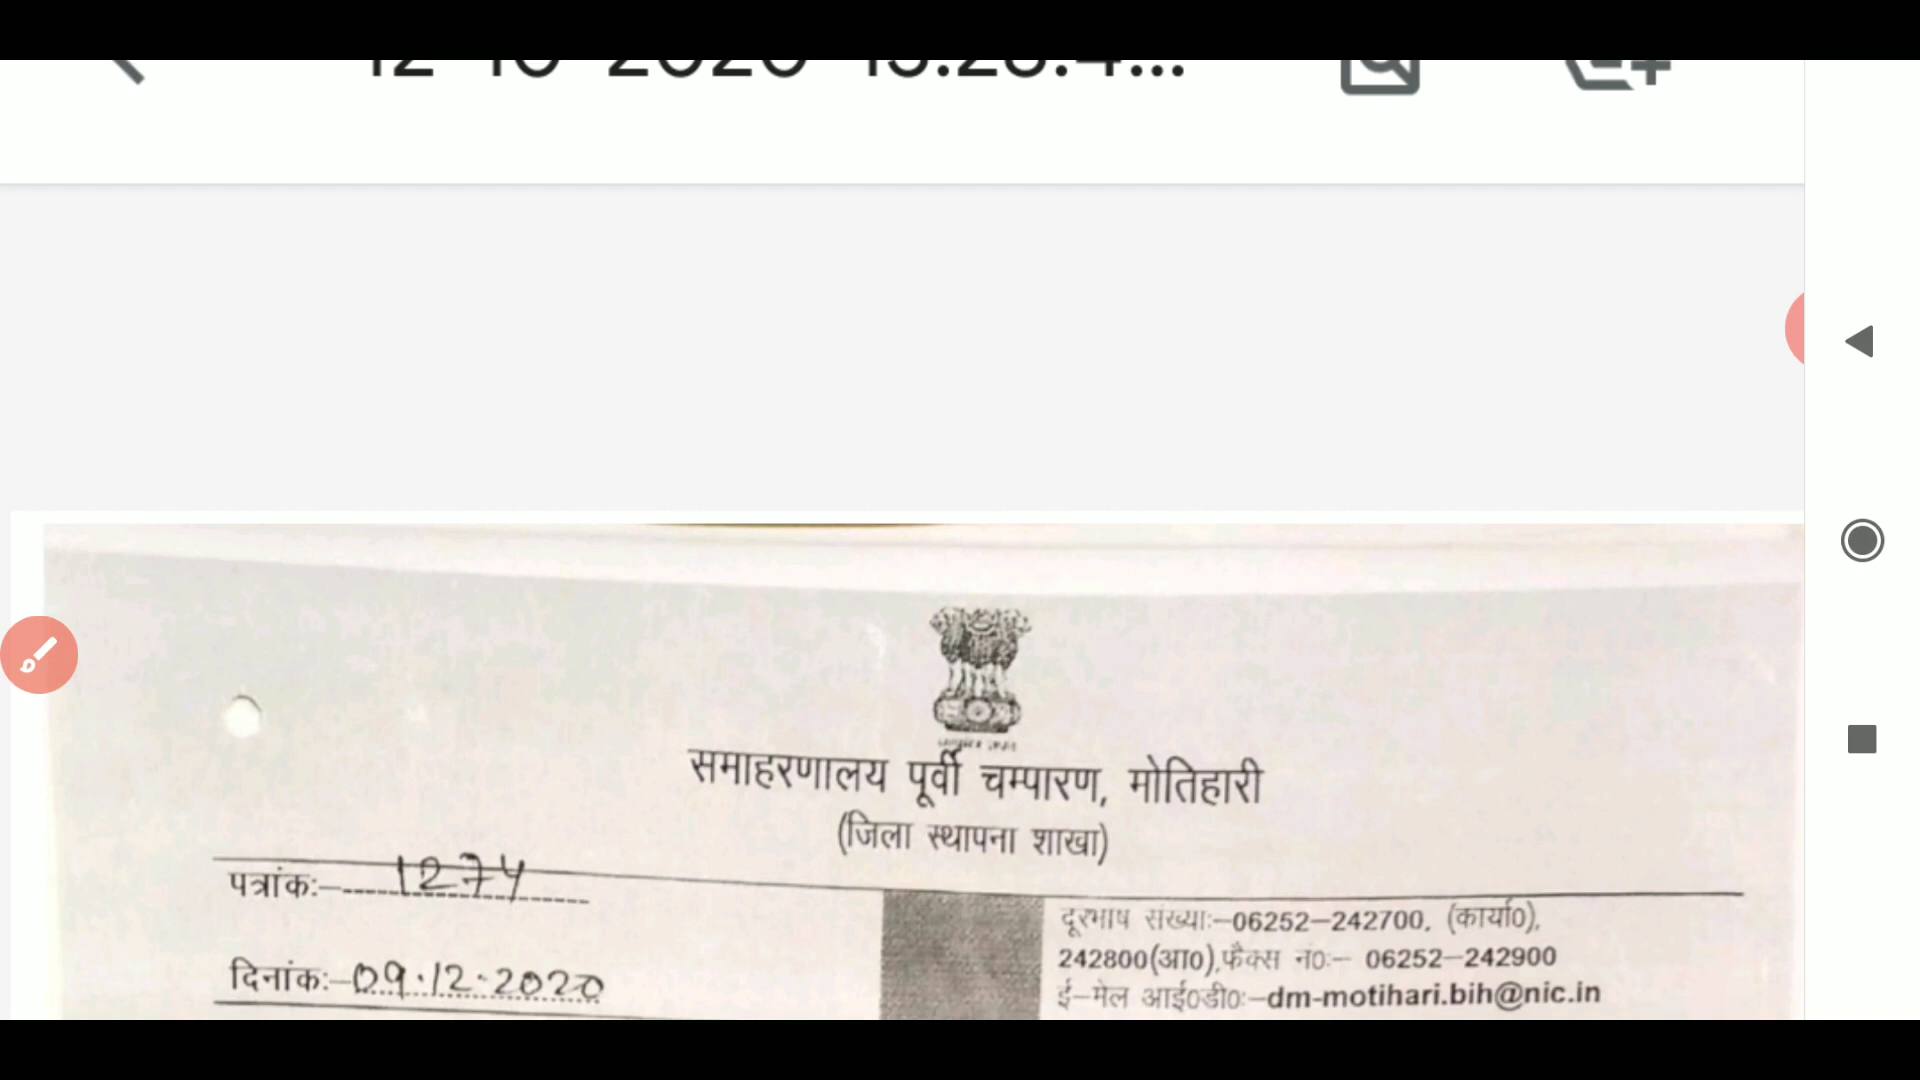 समाहरणालय पूर्वी चम्पारण, मोतिहारी
(जिला स्थापना शाखा)
पत्रांकः- 1274
दिनांकः-09.12.2020
दूरभाष संख्याः-06252-242700, (कार्या0),
242800(आ0),फैक्स नं0:- 06252-242900
ई-मेल आई0डी0:-dm-motihari.bih@nic.in